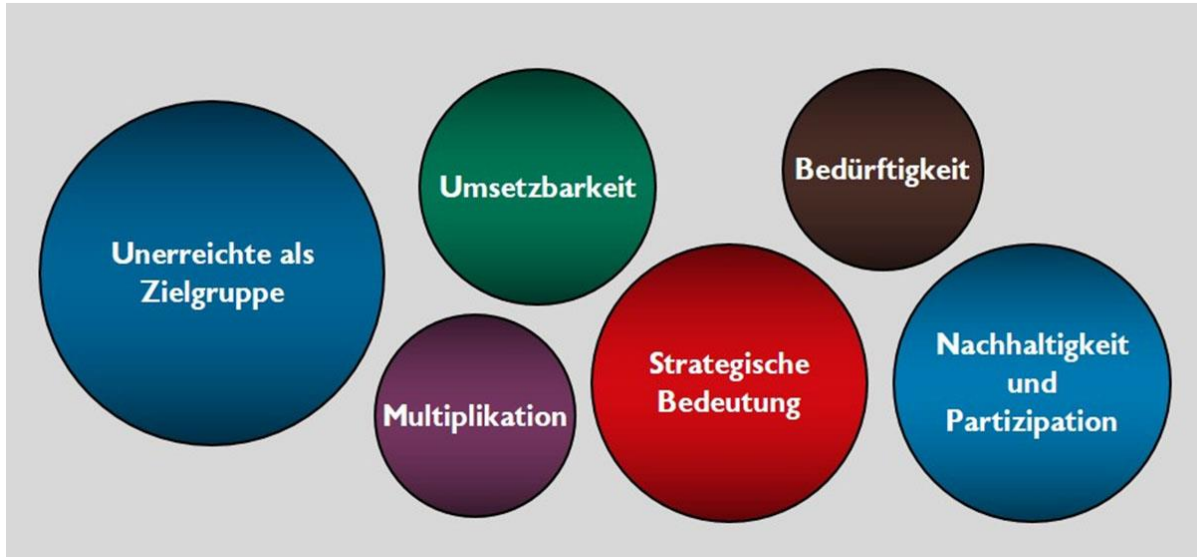 Unerreichte als
Zielgruppe
Umsetzbarkeit
Bedürftigkeit
Multiplikation
Strategische
Bedeutung
Nachhaltigkeit
und
Partizipation